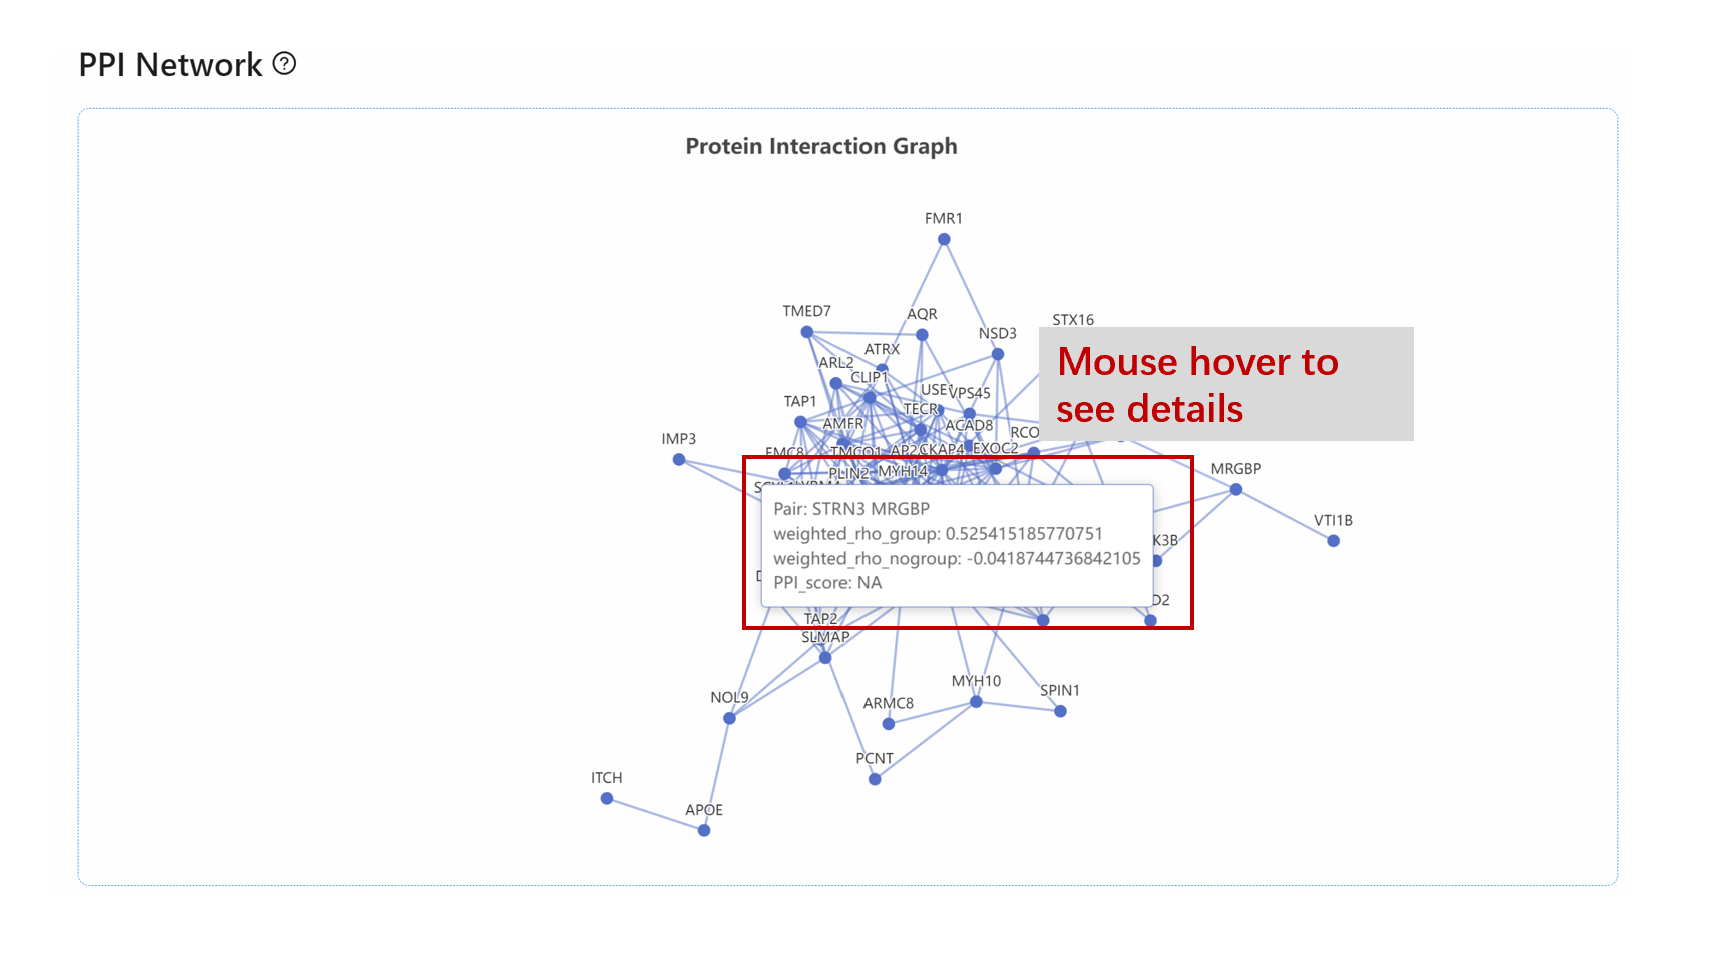 PPI Network ?
Protein Interaction Graph
FMR1
TMED7
AQR
STX16
NSD3
ATRX
ARL2
CLIP1
Mouse hover to
see details
USE1
VPS45
TAP1
TECR
AMFR
ACAD8
RCO
IMP3
EMC8
TMCO1
AP2
CKAP4
EXOC2
PLIN2
MYH14
MRGBP
Pair: STRN3 MRGBP
weighted_rho_group: 0.525415185770751
weighted_rho_nogroup: -0.0418744736842105
PPI_score: NA
VTI1B
K3B
D2
TAP2
SLMAP
MYH10
SPIN1
NOL9
ARMC8
PCNT
ITCH
APOE